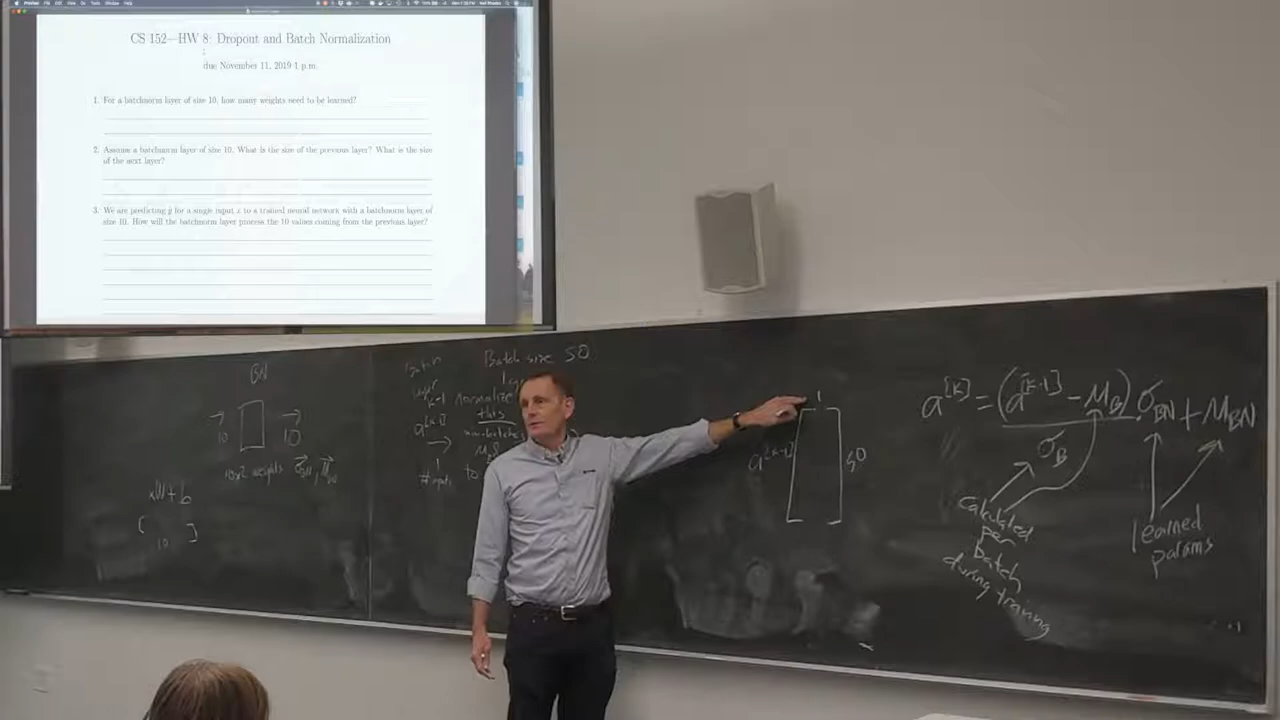 CS 152—HW 8: Dropout and Batch Normalization
due November 11, 2019 1 p.m.
1. For a batchnorm layer of size 10, how many weights need to be learned?
2. Assume a batchnorm layer of size 10. What is the size of the previous layer? What is the size
of the next layer?
3. We are predicting ŷ for a single input x to a trained neural network with a batchnorm layer of
size 10. How will the batchnorm layer process the 10 values coming from the previous layer?
BN
10
10
10x2 weights
xW + b
[ 10 ]
Batch size 50
layer
k-1
normalize
this
mini-batch
a^[k-1]
to
1
a^[k-1]
50
a^[k] = (a^[k-1] - μ_B) / σ_B · σ_BN + μ_BN
calculated
per
batch
during training
learned
params